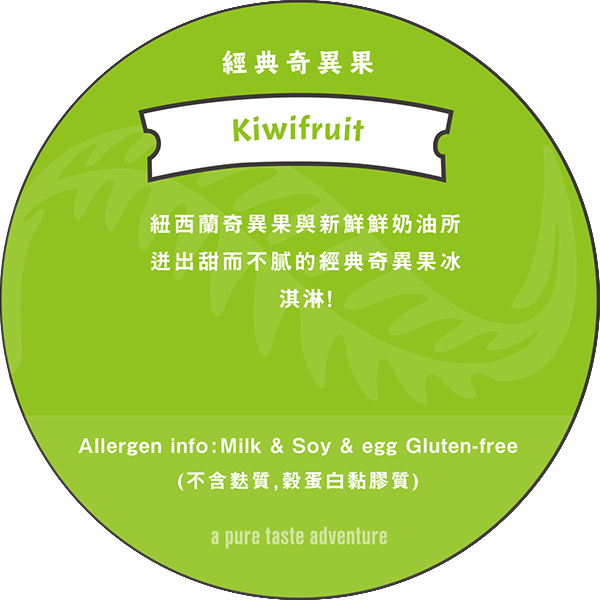 經典奇異果
Kiwifruit
紐西蘭奇異果與新鮮鮮奶油所
迸出甜而不膩的經典奇異果冰
淇淋!
Allergen info:Milk & Soy & egg Gluten-free
(不含麩質,穀蛋白黏膠質)
a pure taste adventure